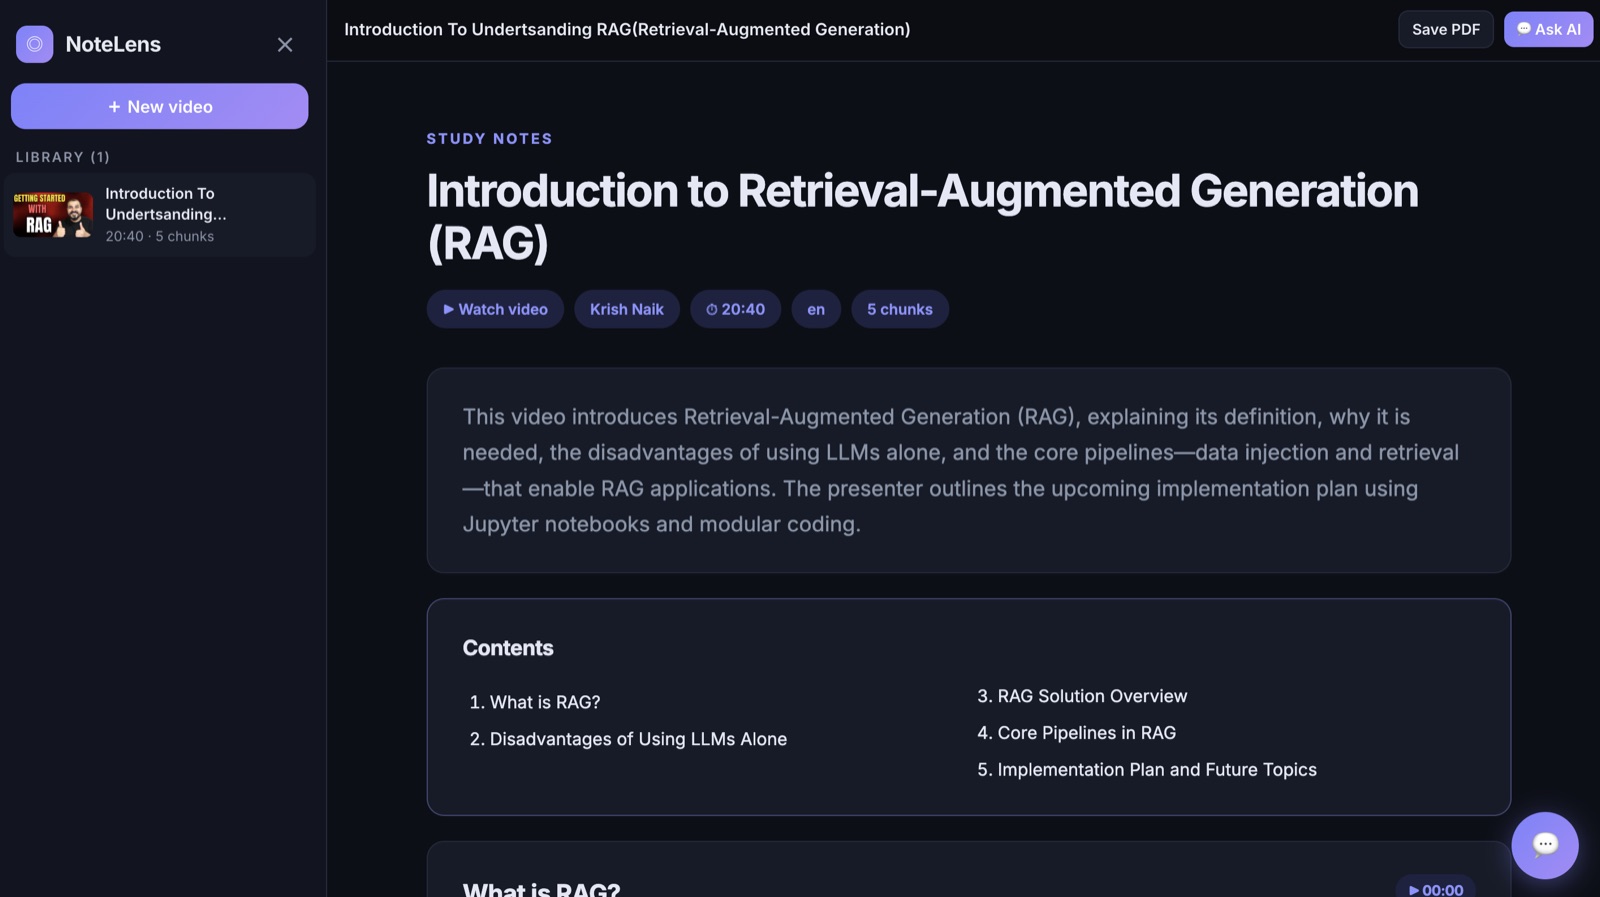 NoteLens
+ New video
LIBRARY (1)
GETTING STARTED
WITH
RAG
Introduction To
Undertsanding...
20:40 · 5 chunks
Introduction To Undertsanding RAG(Retrieval-Augmented Generation)
Save PDF
Ask AI
STUDY NOTES
Introduction to Retrieval-Augmented Generation
(RAG)
Watch video
Krish Naik
20:40
en
5 chunks
This video introduces Retrieval-Augmented Generation (RAG), explaining its definition, why it is
needed, the disadvantages of using LLMs alone, and the core pipelines—data injection and retrieval
—that enable RAG applications. The presenter outlines the upcoming implementation plan using
Jupyter notebooks and modular coding.
Contents
1. What is RAG?
2. Disadvantages of Using LLMs Alone
3. RAG Solution Overview
4. Core Pipelines in RAG
5. Implementation Plan and Future Topics
What is RAG?
00:00